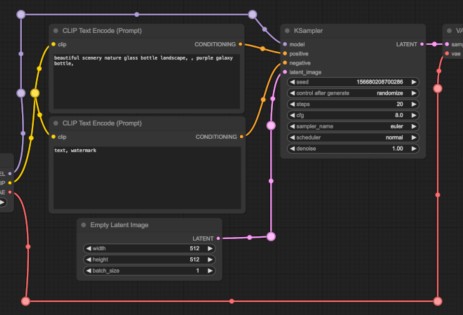 CLIP Text Encode (Prompt)
clip
CONDITIONING
beautiful scenery nature glass bottle landscape, , purple galaxy
bottle,
CLIP Text Encode (Prompt)
clip
CONDITIONING
text, watermark
Empty Latent Image
LATENT
width 512
height 512
batch_size 1
KSampler
model
LATENT
positive
negative
latent_image
seed 156680208700286
control after generate randomize
steps 20
cfg 8.0
sampler_name euler
scheduler normal
denoise 1.00
vae